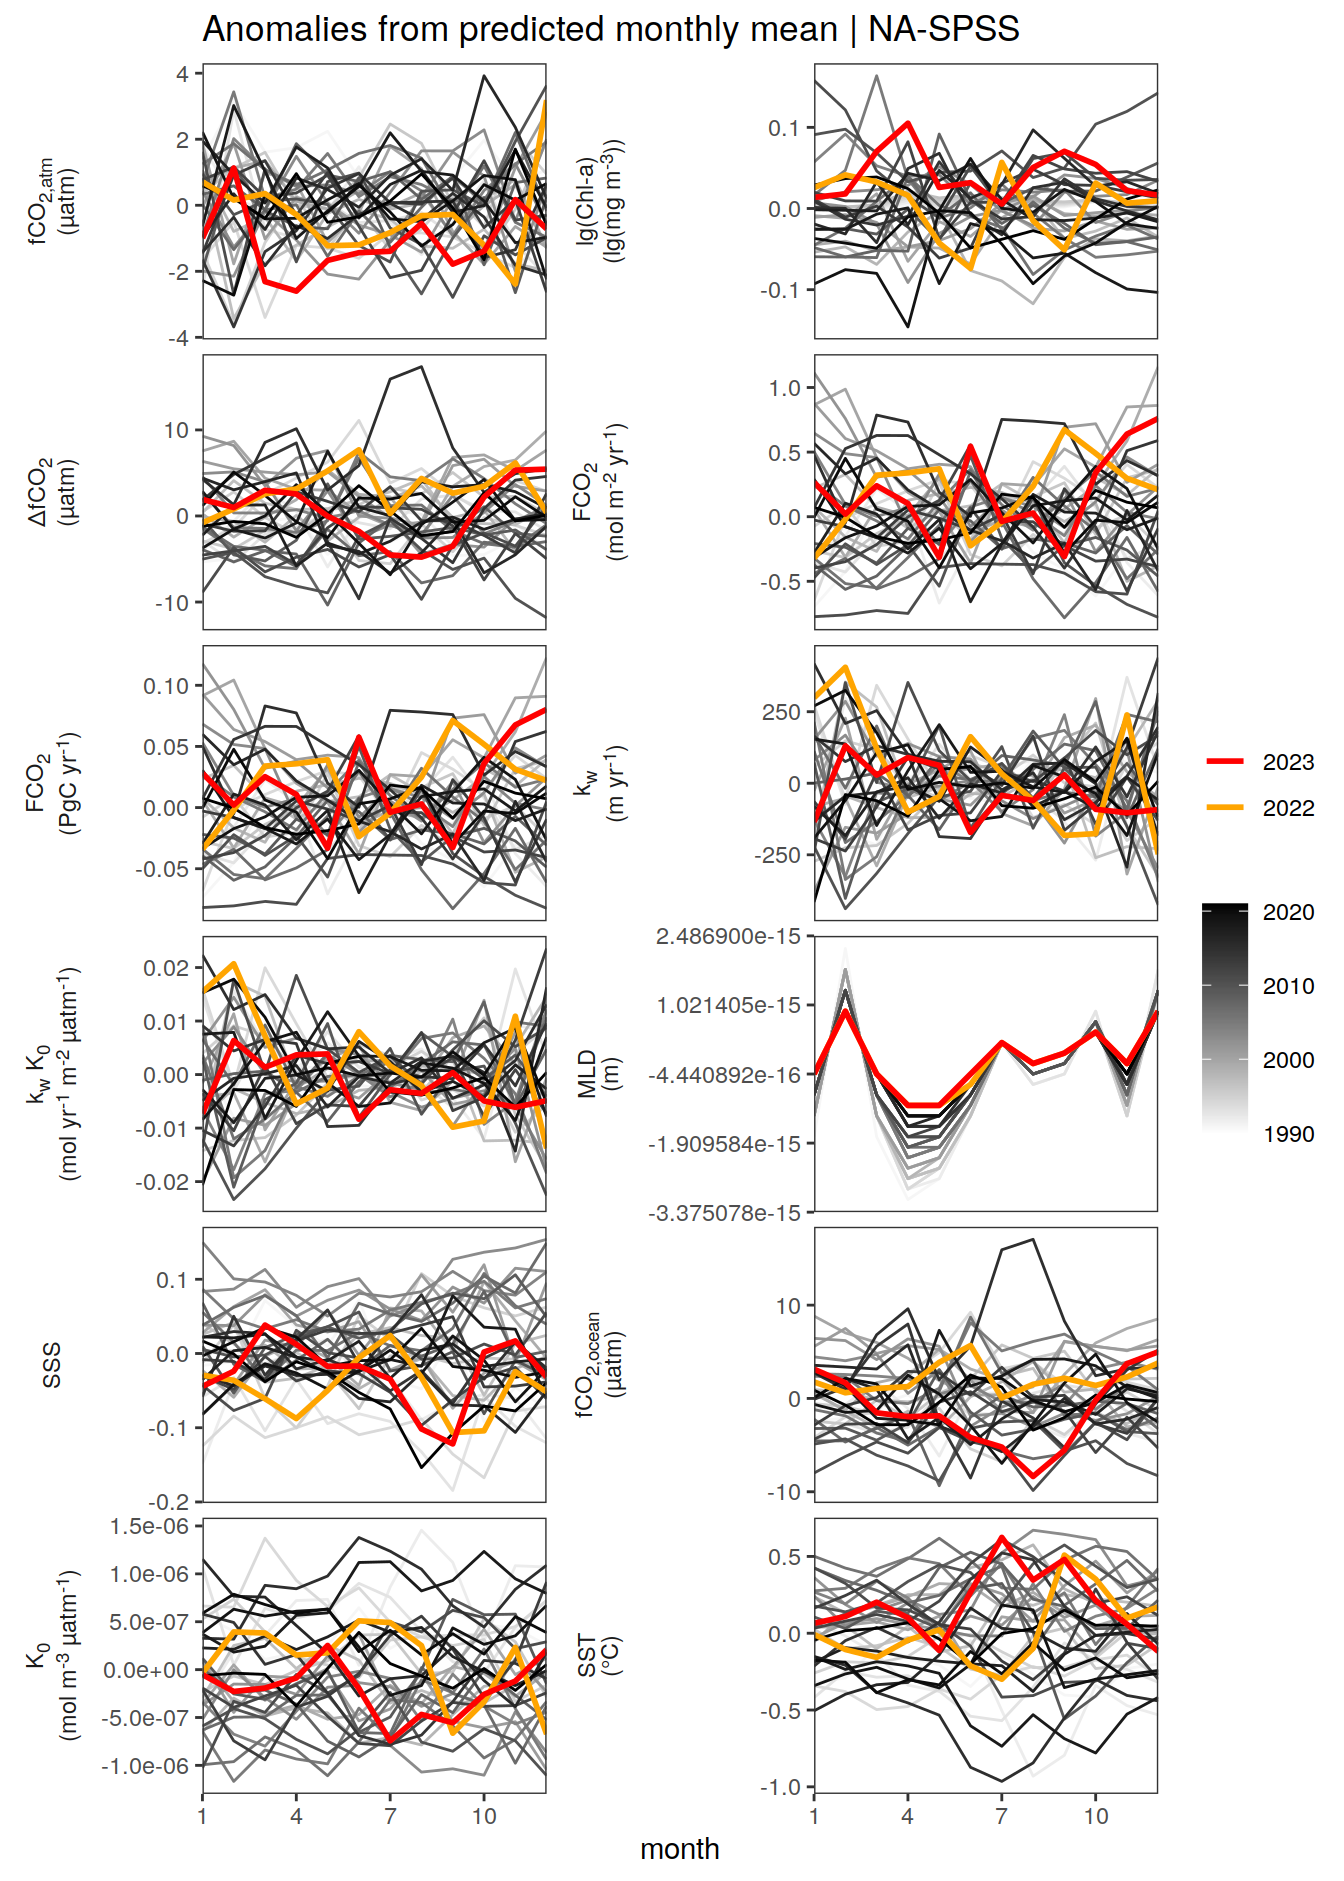 Anomalies from predicted monthly mean | NA-SPSS
fCO2,atm
(µatm)
4
2
0
-2
-4
lg(Chl-a)
(lg(mg m-3))
0.1
0.0
-0.1
ΔfCO2
(µatm)
10
0
-10
FCO2
(mol m-2 yr-1)
1.0
0.5
0.0
-0.5
FCO2
(PgC yr-1)
0.10
0.05
0.00
-0.05
kw
(m yr-1)
250
0
-250
kw K0
(mol yr-1 m-2 µatm-1)
0.02
0.01
0.00
-0.01
-0.02
MLD
(m)
2.486900e-15
1.021405e-15
-4.440892e-16
-1.909584e-15
-3.375078e-15
SSS
0.1
0.0
-0.1
-0.2
fCO2,ocean
(µatm)
10
0
-10
K0
(mol m-3 µatm-1)
1.5e-06
1.0e-06
5.0e-07
0.0e+00
-5.0e-07
-1.0e-06
SST
(°C)
0.5
0.0
-0.5
-1.0
1 4 7 10
1 4 7 10
month
2023
2022
2020
2010
2000
1990